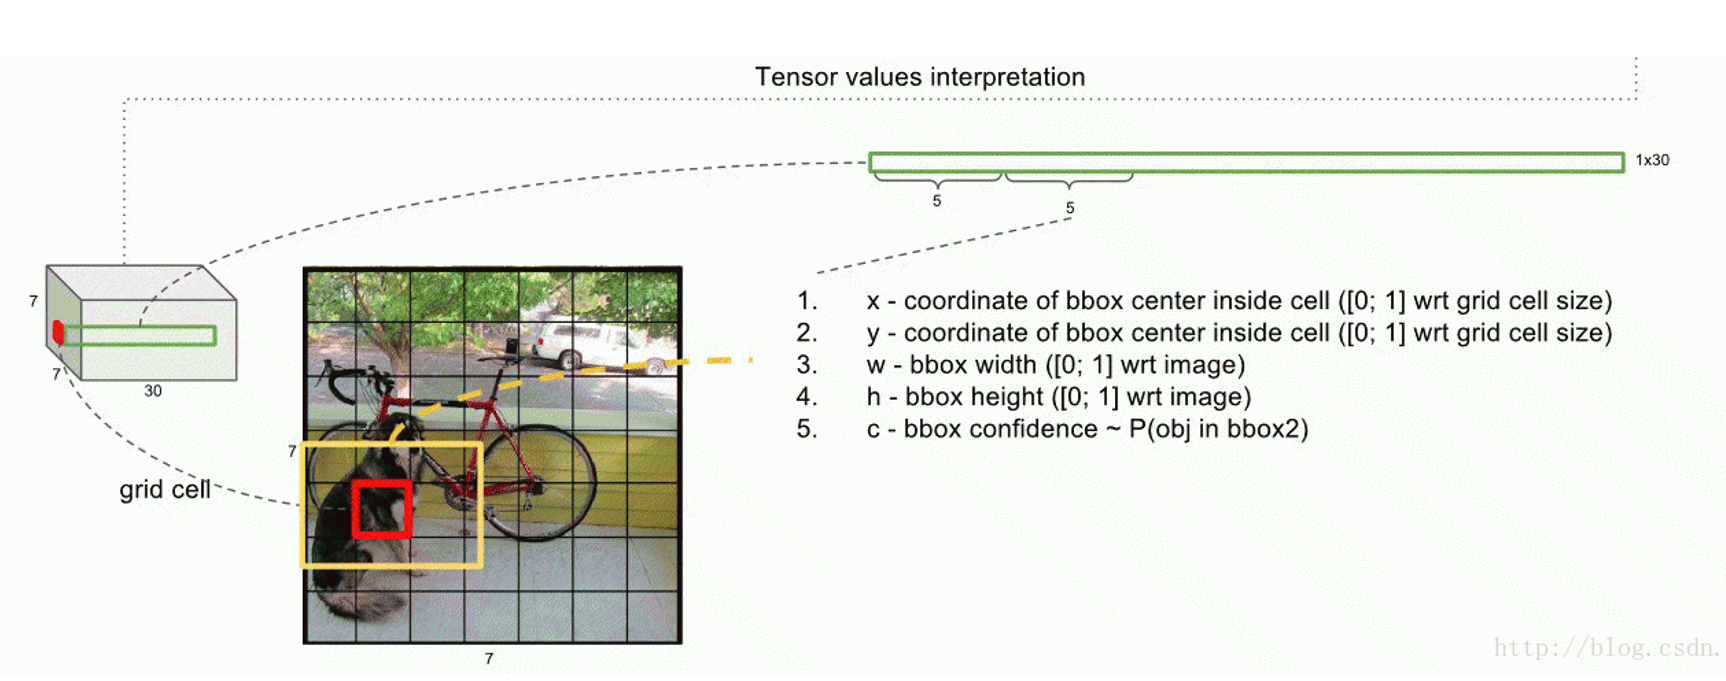 Tensor values interpretation
1x30
5
5
7
7
30
1. x - coordinate of bbox center inside cell ([0; 1] wrt grid cell size)
2. y - coordinate of bbox center inside cell ([0; 1] wrt grid cell size)
3. w - bbox width ([0; 1] wrt image)
4. h - bbox height ([0; 1] wrt image)
5. c - bbox confidence ~ P(obj in bbox2)
7
grid cell
7
http://blog.csdn.